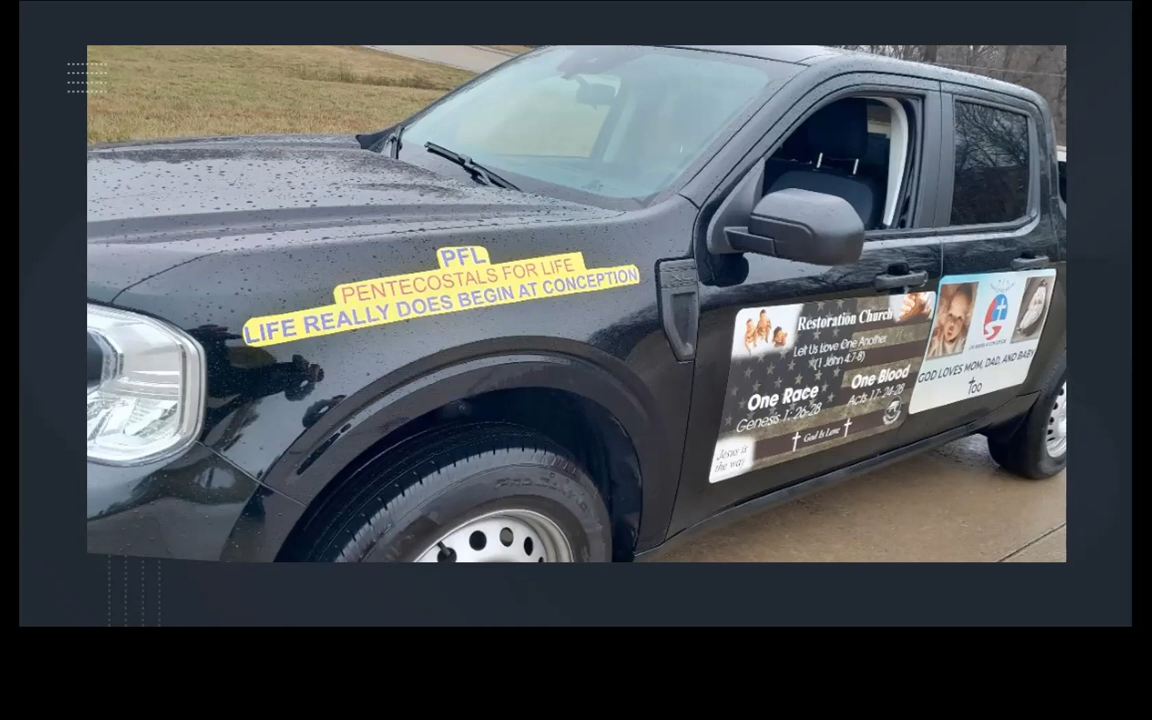 PFL
PENTECOSTALS FOR LIFE
LIFE REALLY DOES BEGIN AT CONCEPTION
Restoration Church
Let Us Love One Another
(1 John 4:7-8)
One Race
Genesis 1: 26-28
One Blood
Acts 17: 24-28
God Is Love
Jesus is
the way
GOD LOVES MOM, DAD, AND BABY
Too